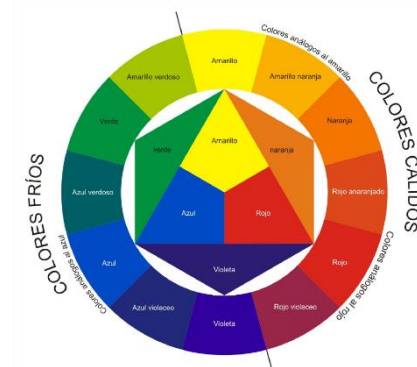 Colores análogos al amarillo
COLORES CÁLIDOS
Colores análogos al rojo
COLORES FRÍOS
Colores análogos al azul
Amarillo
Amarillo naranja
Naranja
Rojo anaranjado
Rojo
Rojo violaceo
Violeta
Azul violaceo
Azul
Azul verdoso
Verde
Amarillo verdoso
Amarillo
naranja
Rojo
Violeta
Azul
verde